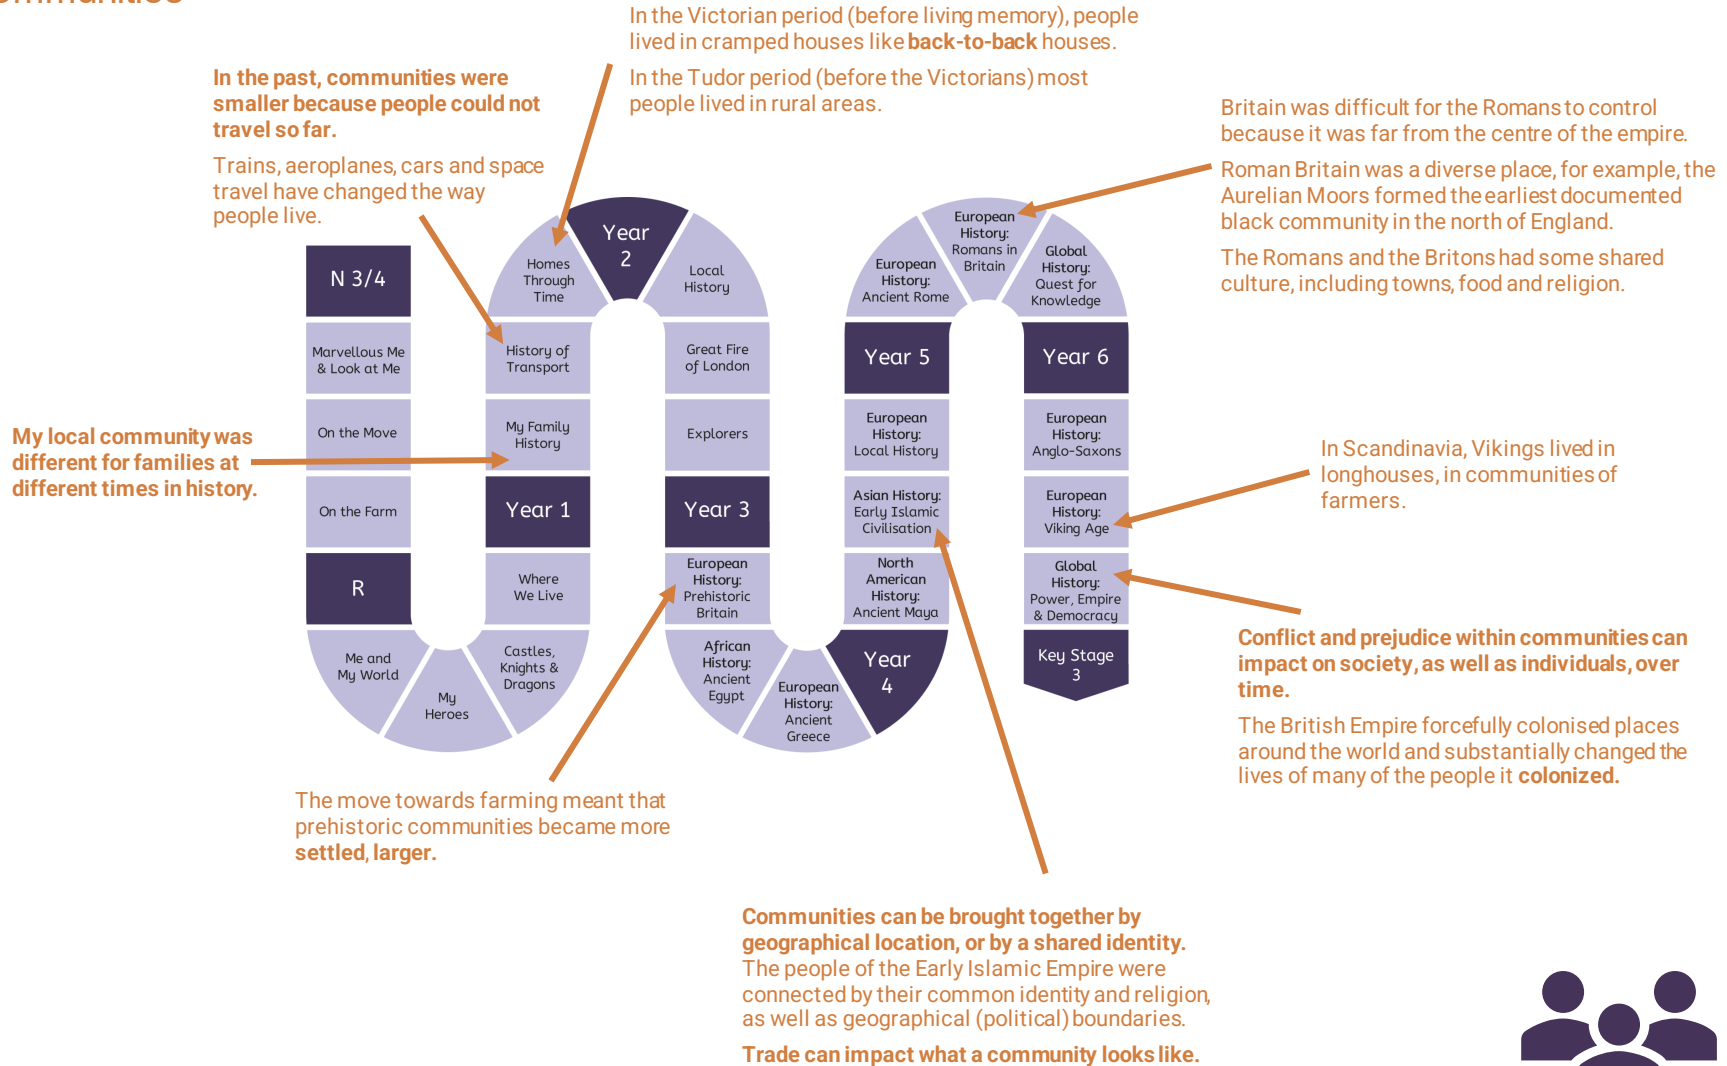 In the Victorian period (before living memory), people
lived in cramped houses like back-to-back houses.
In the Tudor period (before the Victorians) most
people lived in rural areas.
In the past, communities were
smaller because people could not
travel so far.
Trains, aeroplanes, cars and space
travel have changed the way
people live.
Britain was difficult for the Romans to control
because it was far from the centre of the empire.
Roman Britain was a diverse place, for example, the
Aurelian Moors formed the earliest documented
black community in the north of England.
The Romans and the Britons had some shared
culture, including towns, food and religion.
My local community was
different for families at
different times in history.
N 3/4
Marvellous Me
& Look at Me
On the Move
On the Farm
R
Me and
My World
My
Heroes
Castles,
Knights &
Dragons
Where
We Live
Year 1
My Family
History
History of
Transport
Homes
Through
Time
Year
2
Local
History
Great Fire
of London
Explorers
Year 3
European
History:
Prehistoric
Britain
African
History:
Ancient
Egypt
European
History:
Ancient
Greece
Year
4
North
American
History:
Ancient Maya
Asian History:
Early Islamic
Civilisation
European
History:
Local History
Year 5
European
History:
Ancient Rome
European
History:
Romans in
Britain
Global
History:
Quest for
Knowledge
Year 6
European
History:
Anglo-Saxons
European
History:
Viking Age
Global
History:
Power, Empire
& Democracy
Key Stage
3
In Scandinavia, Vikings lived in
longhouses, in communities of
farmers.
Conflict and prejudice within communities can
impact on society, as well as individuals, over
time.
The British Empire forcefully colonised places
around the world and substantially changed the
lives of many of the people it colonized.
The move towards farming meant that
prehistoric communities became more
settled, larger.
Communities can be brought together by
geographical location, or by a shared identity.
The people of the Early Islamic Empire were
connected by their common identity and religion,
as well as geographical (political) boundaries.
Trade can impact what a community looks like.